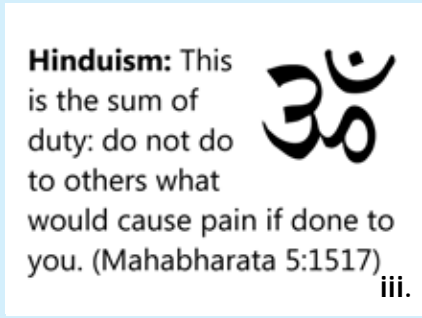 Hinduism: This
is the sum of
duty: do not do
to others what
would cause pain if done to
you. (Mahabharata 5:1517)
iii.
ॐ